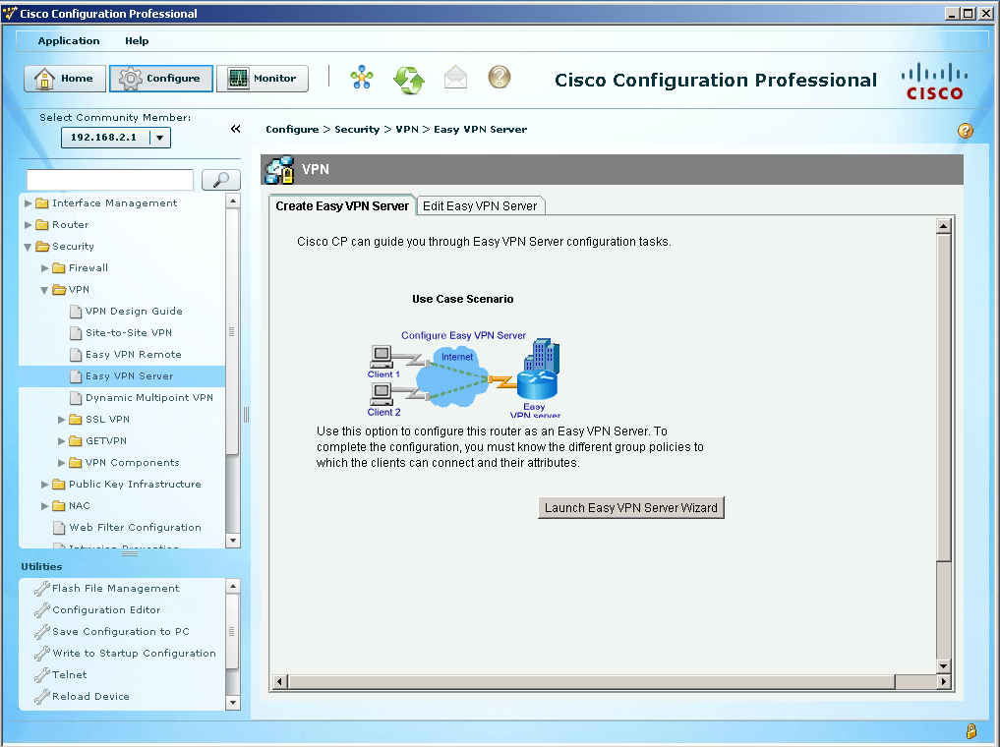 Cisco Configuration Professional
Application Help
Home Configure Monitor
Cisco Configuration Professional
CISCO
Select Community Member:
192.168.2.1
Interface Management
Router
Security
Firewall
VPN
VPN Design Guide
Site-to-Site VPN
Easy VPN Remote
Easy VPN Server
Dynamic Multipoint VPN
SSL VPN
GETVPN
VPN Components
Public Key Infrastructure
NAC
Web Filter Configuration
Intrusion Prevention
Utilities
Flash File Management
Configuration Editor
Save Configuration to PC
Write to Startup Configuration
Telnet
Reload Device
Configure > Security > VPN > Easy VPN Server
VPN
Create Easy VPN Server
Edit Easy VPN Server
Cisco CP can guide you through Easy VPN Server configuration tasks.
Use Case Scenario
Configure Easy VPN Server
Internet
Client 1
Client 2
Easy
VPN server
Use this option to configure this router as an Easy VPN Server. To
complete the configuration, you must know the different group policies to
which the clients can connect and their attributes.
Launch Easy VPN Server Wizard